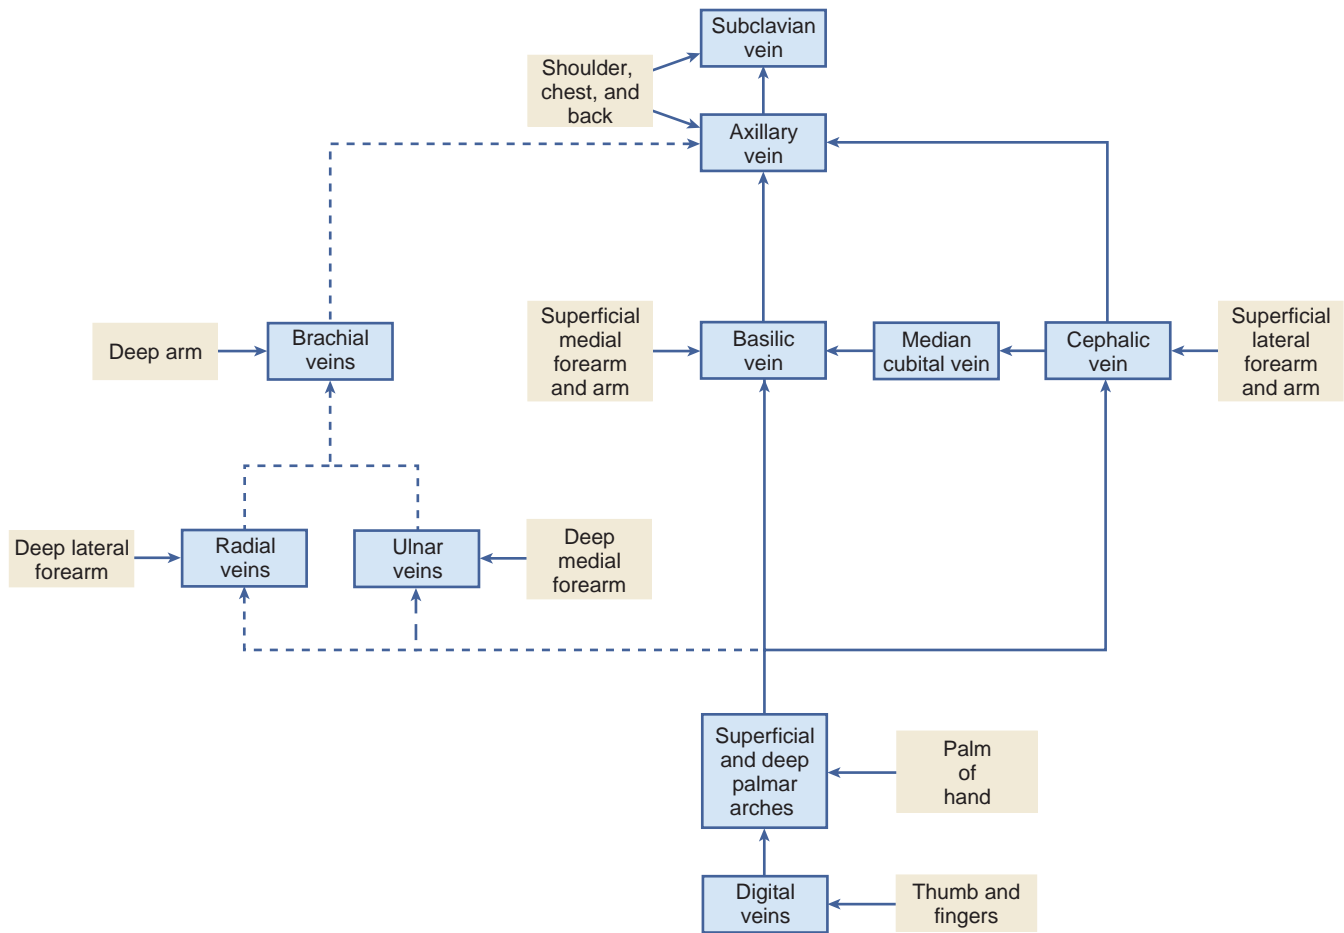 Subclavian
vein
Shoulder,
chest, and
back
Axillary
vein
Deep arm
Brachial
veins
Superficial
medial
forearm
and arm
Basilic
vein
Median
cubital vein
Cephalic
vein
Superficial
lateral
forearm
and arm
Deep lateral
forearm
Radial
veins
Ulnar
veins
Deep
medial
forearm
Superficial
and deep
palmar
arches
Palm
of
hand
Digital
veins
Thumb and
fingers